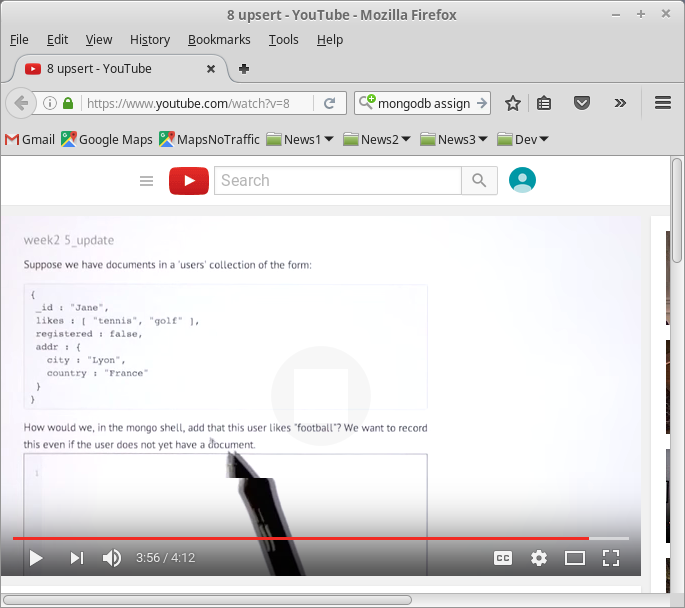 8 upsert - YouTube - Mozilla Firefox
File Edit View History Bookmarks Tools Help
8 upsert - YouTube
https://www.youtube.com/watch?v=8
mongodb assign
Gmail Google Maps MapsNoTraffic News1 News2 News3 Dev
Search
week2 5_update
Suppose we have documents in a 'users' collection of the form:
{
_id : "Jane",
likes : [ "tennis", "golf" ],
registered : false,
addr : {
city : "Lyon",
country : "France"
}
}
How would we, in the mongo shell, add that this user likes "football"? We want to record
this even if the user does not yet have a document.
1
3:56 / 4:12
CC